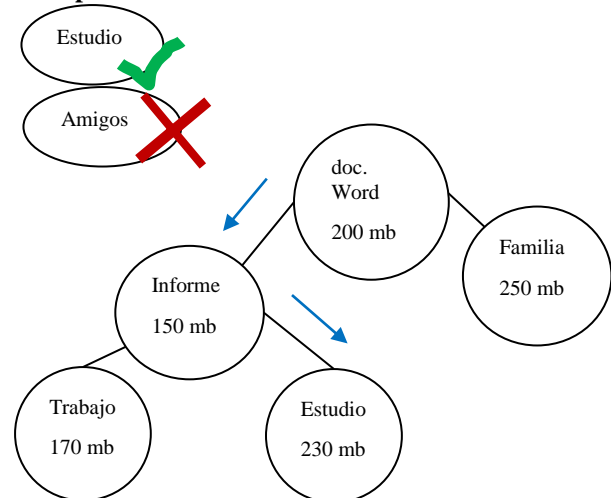 Estudio
Amigos
doc.
Word
200 mb
Familia
250 mb
Informe
150 mb
Trabajo
170 mb
Estudio
230 mb